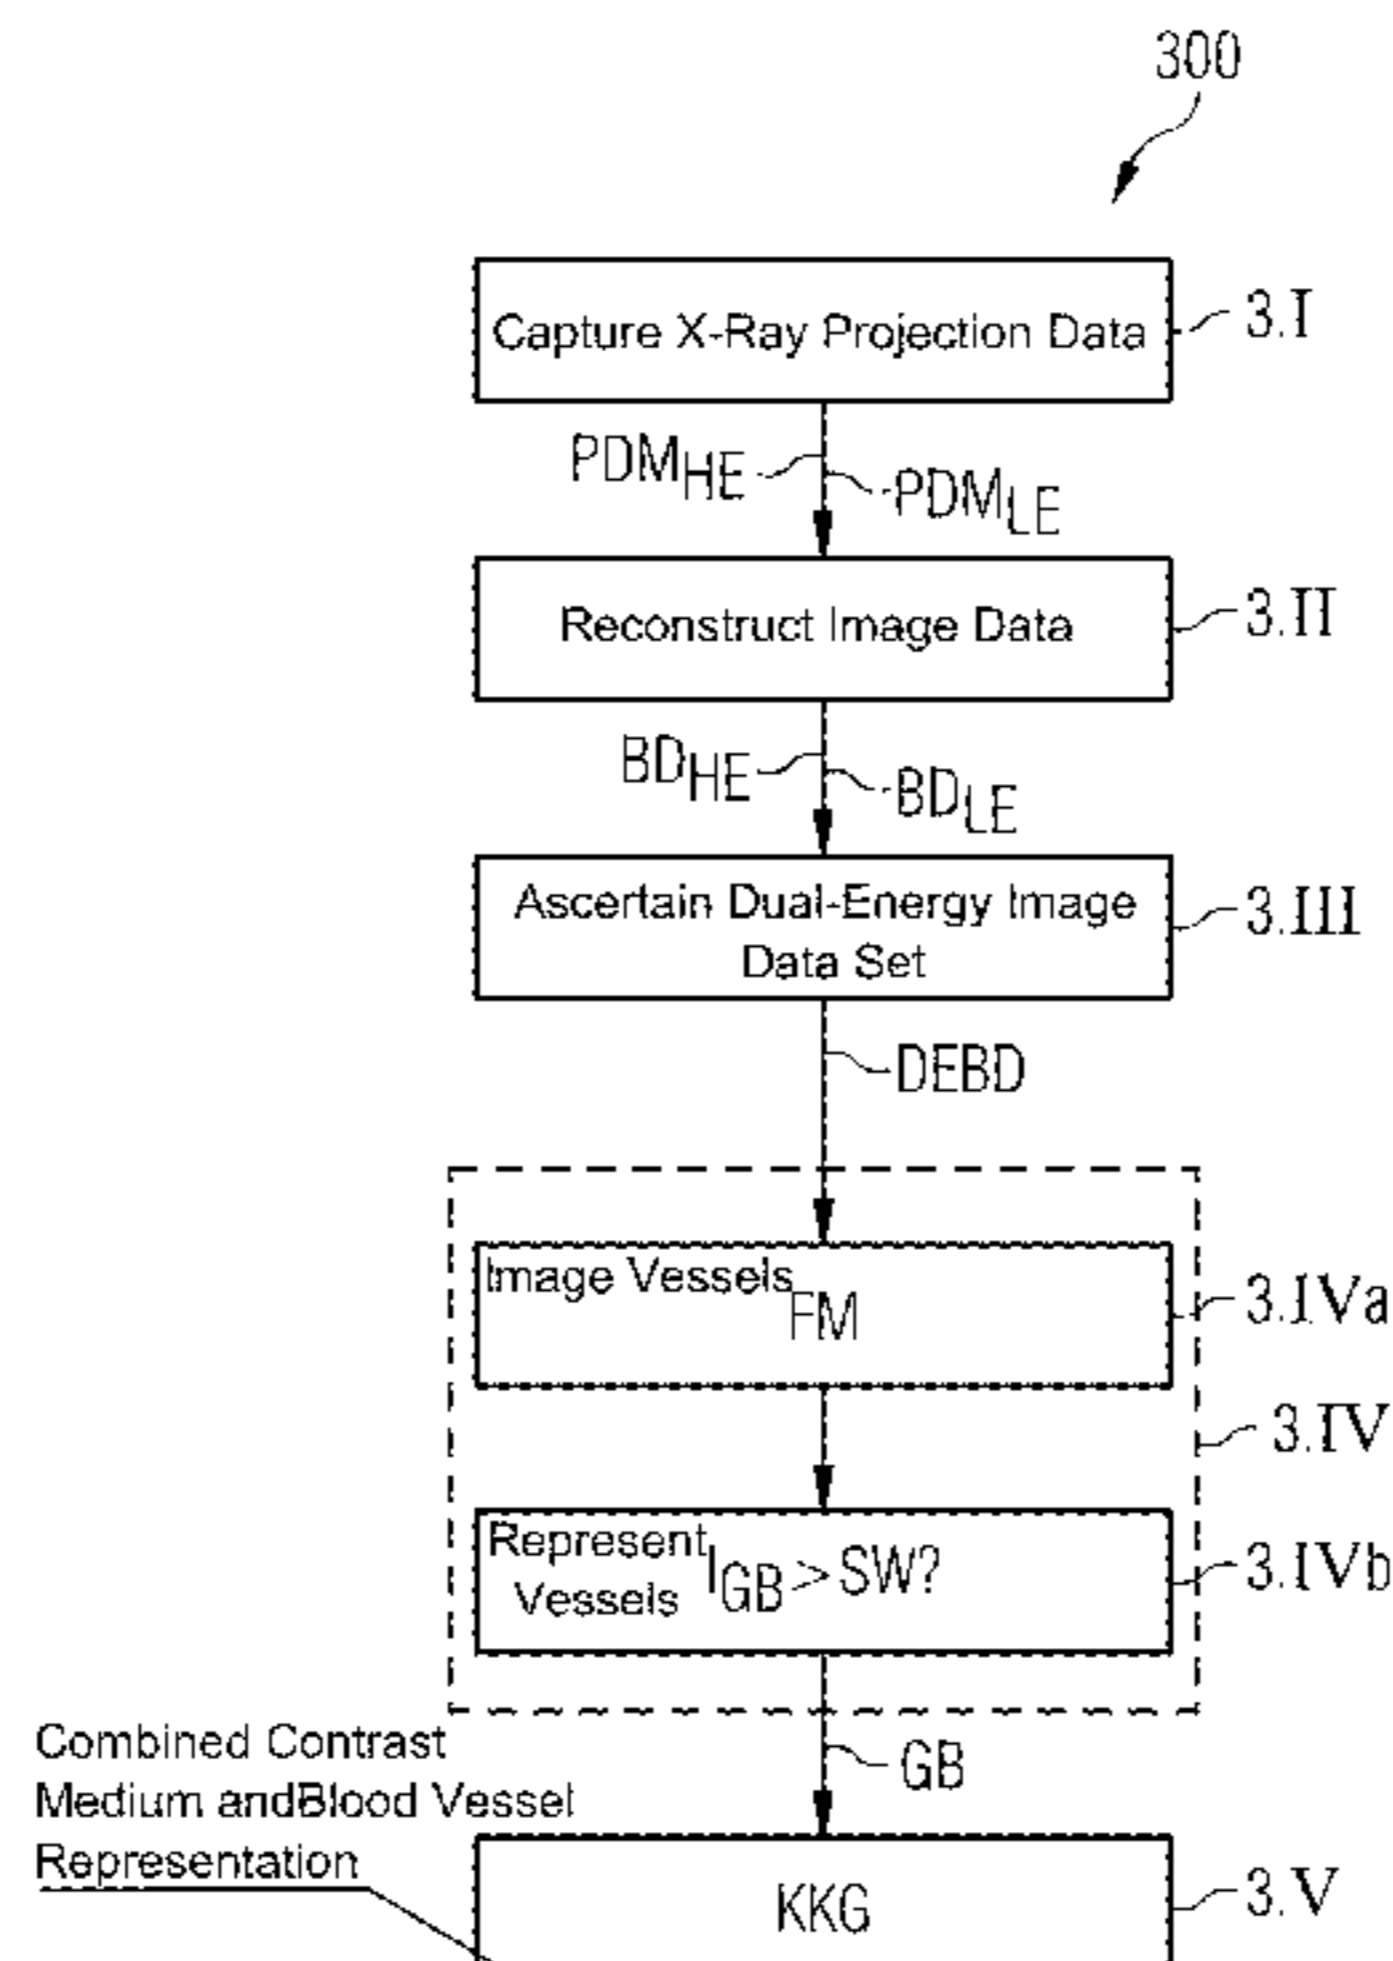 300
Capture X-Ray Projection Data
3.I
PDMHE
PDMLE
Reconstruct Image Data
3.II
BDHE
BDLE
Ascertain Dual-Energy Image
Data Set
3.III
DEBD
Image Vessels
FM
3.IVa
3.IV
Represent
Vessels
IGB>SW?
3.IVb
GB
Combined Contrast
Medium andBlood Vessel
Representation
KKG
3.V